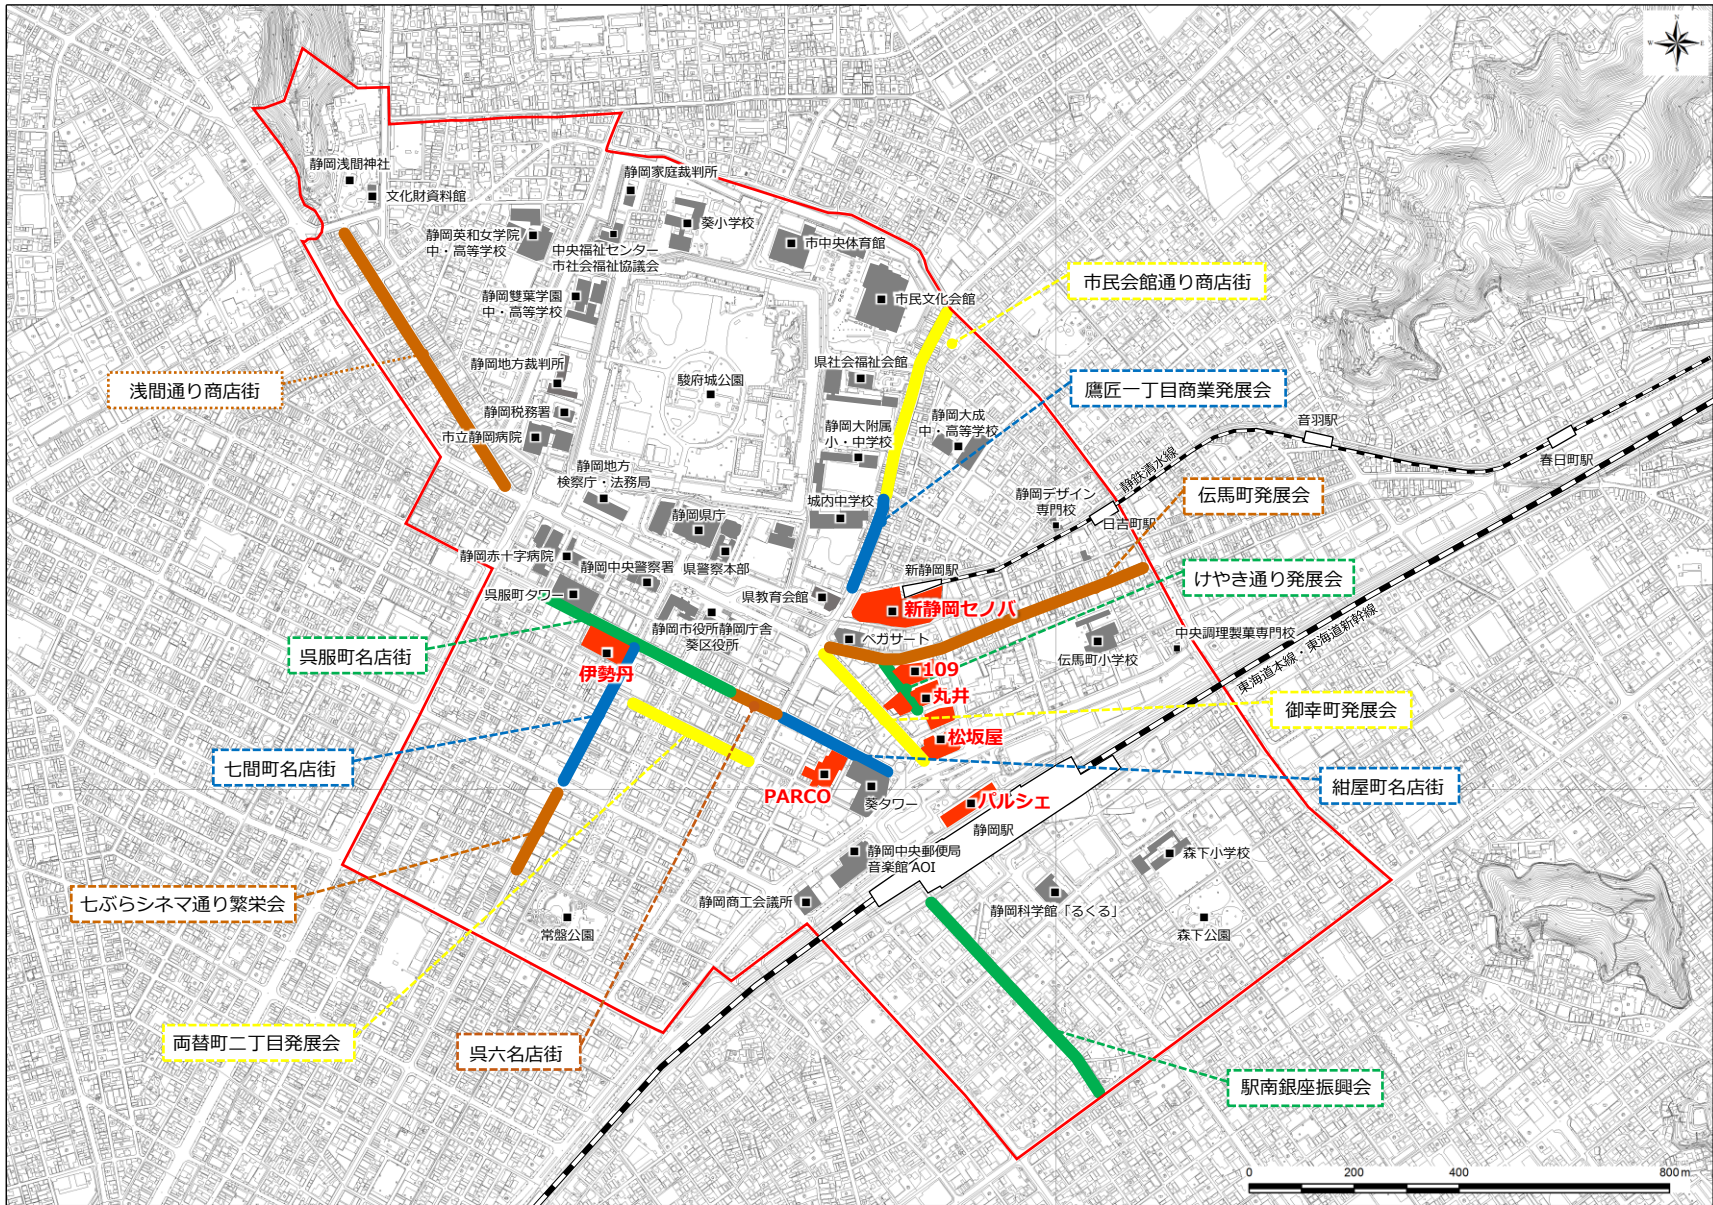 N
W
E
S
静岡浅間神社
文化財資料館
静岡家庭裁判所
葵小学校
静岡英和女学院
中・高等学校
中央福祉センター
市社会福祉協議会
市中央体育館
静岡雙葉学園
中・高等学校
市民文化会館
市民会館通り商店街
静岡地方裁判所
県社会福祉会館
浅間通り商店街
駿府城公園
鷹匠一丁目商業発展会
静岡税務署
静岡大成
中・高等学校
市立静岡病院
静岡大附属
小・中学校
音羽駅
春日町駅
静鉄清水線
静岡地方
検察庁・法務局
城内中学校
静岡デザイン
専門校
日吉町駅
伝馬町発展会
静岡県庁
静岡赤十字病院
静岡中央警察署
県警察本部
新静岡駅
けやき通り発展会
呉服町タワー
県教育会館
新静岡セノバ
静岡市役所静岡庁舎
葵区役所
ペガサート
伝馬町小学校
中央調理製菓専門校
東海道本線・東海道新幹線
呉服町名店街
伊勢丹
109
丸井
御幸町発展会
松坂屋
七間町名店街
PARCO
葵タワー
パルシェ
紺屋町名店街
静岡駅
静岡中央郵便局
音楽館 AOI
森下小学校
七ぶらシネマ通り繁栄会
静岡商工会議所
静岡科学館「るくる」
常盤公園
森下公園
両替町二丁目発展会
呉六名店街
駅南銀座振興会
0 200 400 800m